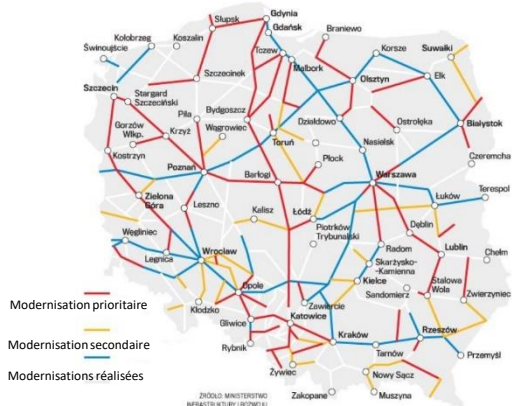 Gdynia
Słupsk
Gdańsk
Kołobrzeg
Koszalin
Braniewo
Świnoujście
Tczew
Korsze
Suwałki
Malbork
Szczecinek
Olsztyn
Ełk
Szczecin
Stargard
Szczeciński
Piła
Bydgoszcz
Działdowo
Ostrołęka
Białystok
Gorzów
Wlkp.
Krzyż
Wągrowiec
Toruń
Nasielsk
Kostrzyn
Płock
Czeremcha
Poznań
Barłogi
Warszawa
Zielona
Góra
Leszno
Kalisz
Łódź
Łuków
Terespol
Węgliniec
Piotrków
Trybunalski
Dęblin
Legnica
Wrocław
Radom
Lublin
Chełm
Skarżysko-
-Kamienna
Kielce
Stalowa
Wola
Zwierzyniec
Sandomierz
Opole
Zawiercie
Modernisation prioritaire
Kłodzko
Gliwice
Katowice
Rybnik
Kraków
Rzeszów
Modernisation secondaire
Tarnów
Przemyśl
Modernisations réalisées
Żywiec
Nowy Sącz
Zakopane
Muszyna
ŹRÓDŁO: MINISTERSTWO
INFRASTRUKTURY I ROZWOJU